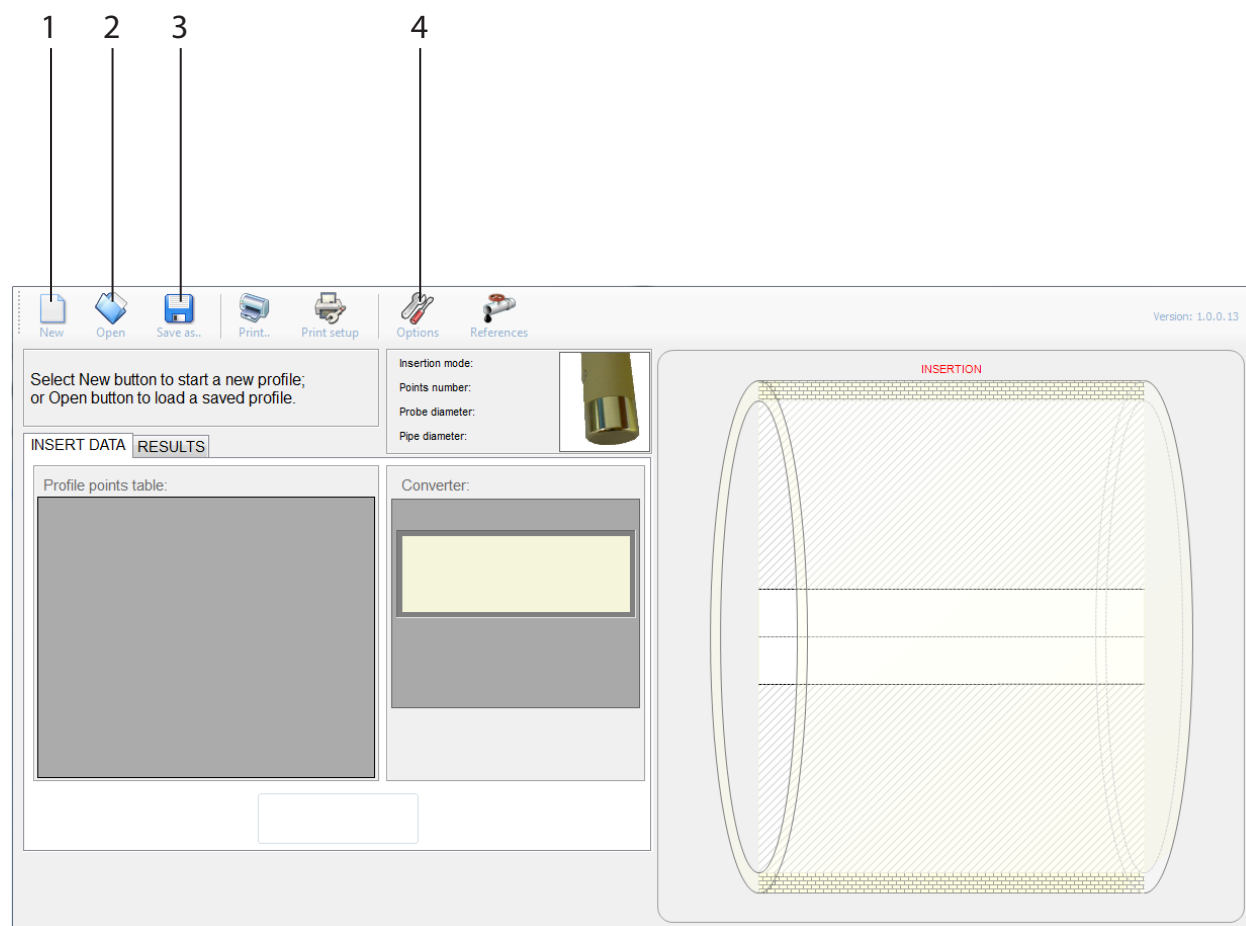 1 2 3 4
New Open Save as.. Print.. Print setup Options References Version: 1.0.0.13
Select New button to start a new profile;
or Open button to load a saved profile.
Insertion mode:
Points number:
Probe diameter:
Pipe diameter:
INSERT DATA RESULTS
Profile points table:
Converter:
INSERTION